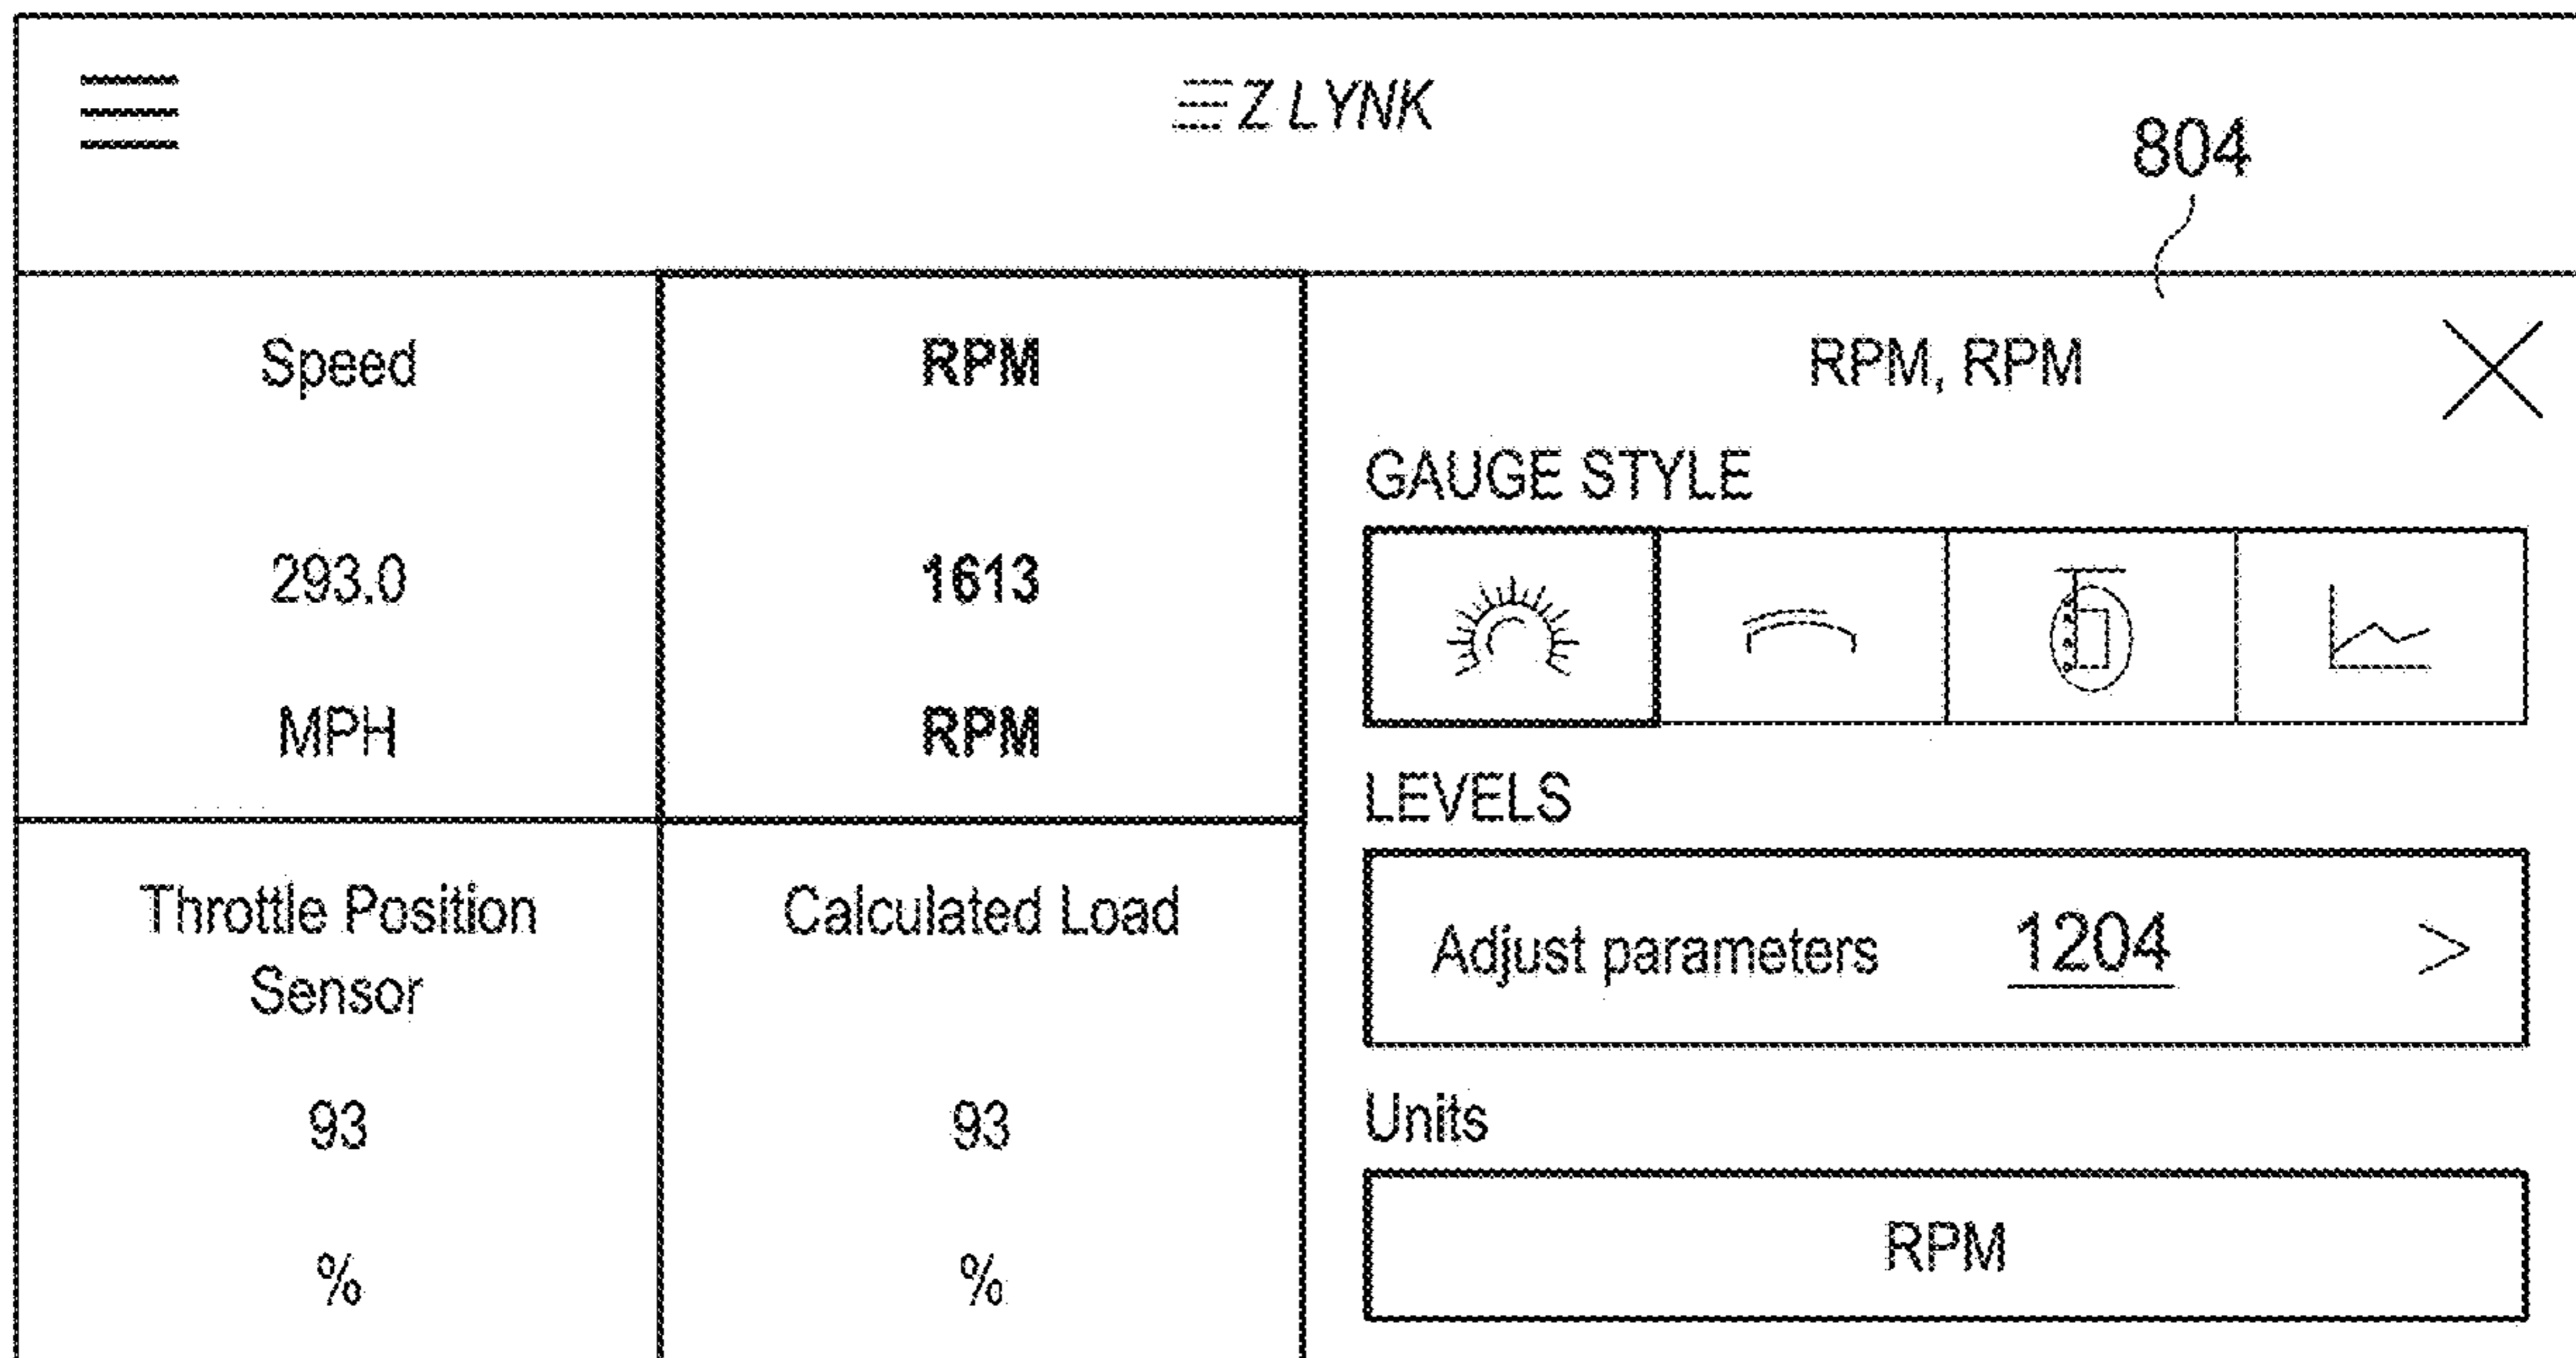 EZ LYNK
804
Speed
293.0
MPH
RPM
1613
RPM
Throttle Position
Sensor
93
%
Calculated Load
93
%
RPM, RPM
GAUGE STYLE
LEVELS
Adjust parameters 1204 >
Units
RPM